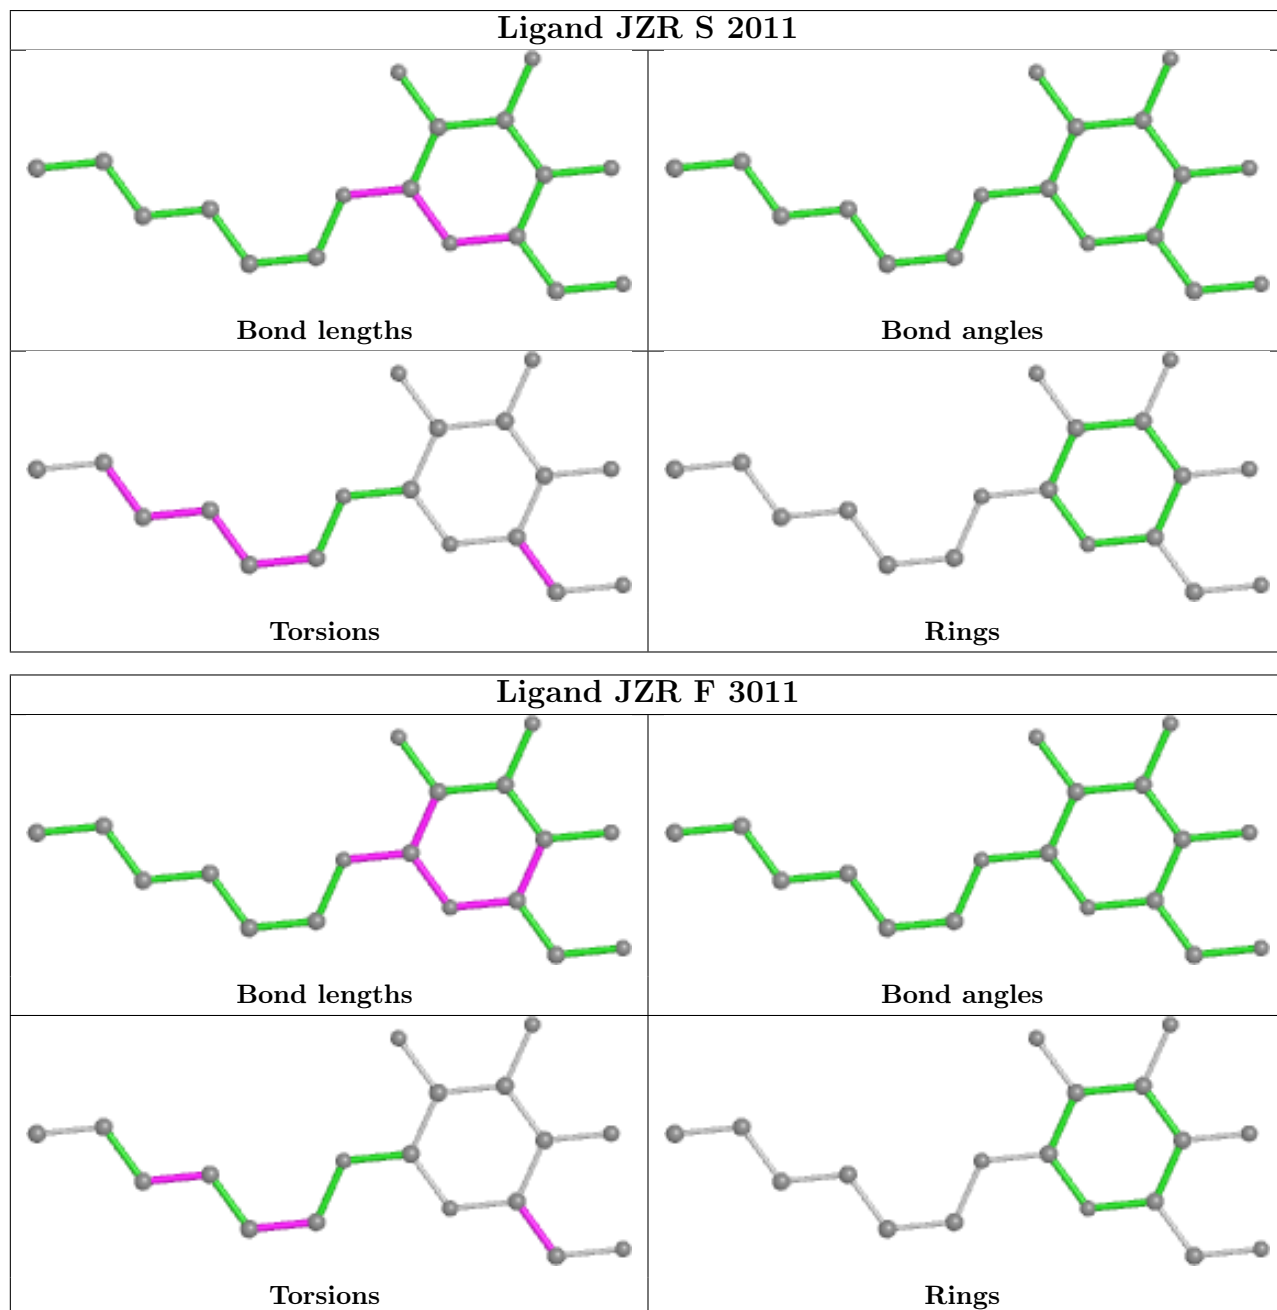 Ligand JZR S 2011
Bond lengths
Bond angles
Torsions
Rings
Ligand JZR F 3011
Bond lengths
Bond angles
Torsions
Rings